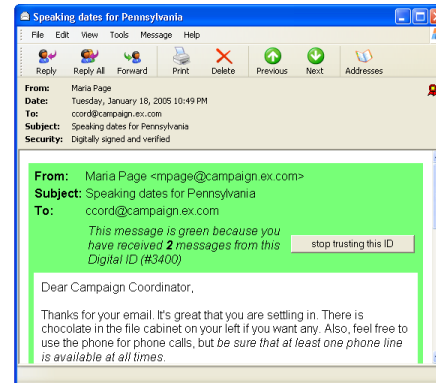 Speaking dates for Pennsylvania
File Edit View Tools Message Help
Reply Reply All Forward Print Delete Previous Next Addresses
From: Maria Page
Date: Tuesday, January 18, 2005 10:49 PM
To: ccord@campaign.ex.com
Subject: Speaking dates for Pennsylvania
Security: Digitally signed and verified
From: Maria Page <mpage@campaign.ex.com>
Subject: Speaking dates for Pennsylvania
To: ccord@campaign.ex.com
This message is green because you
have received 2 messages from this
Digital ID (#3400)
stop trusting this ID
Dear Campaign Coordinator,
Thanks for your email. It's great that you are settling in. There is
chocolate in the file cabinet on your left if you want any. Also, feel free to
use the phone for phone calls, but be sure that at least one phone line
is available at all times.